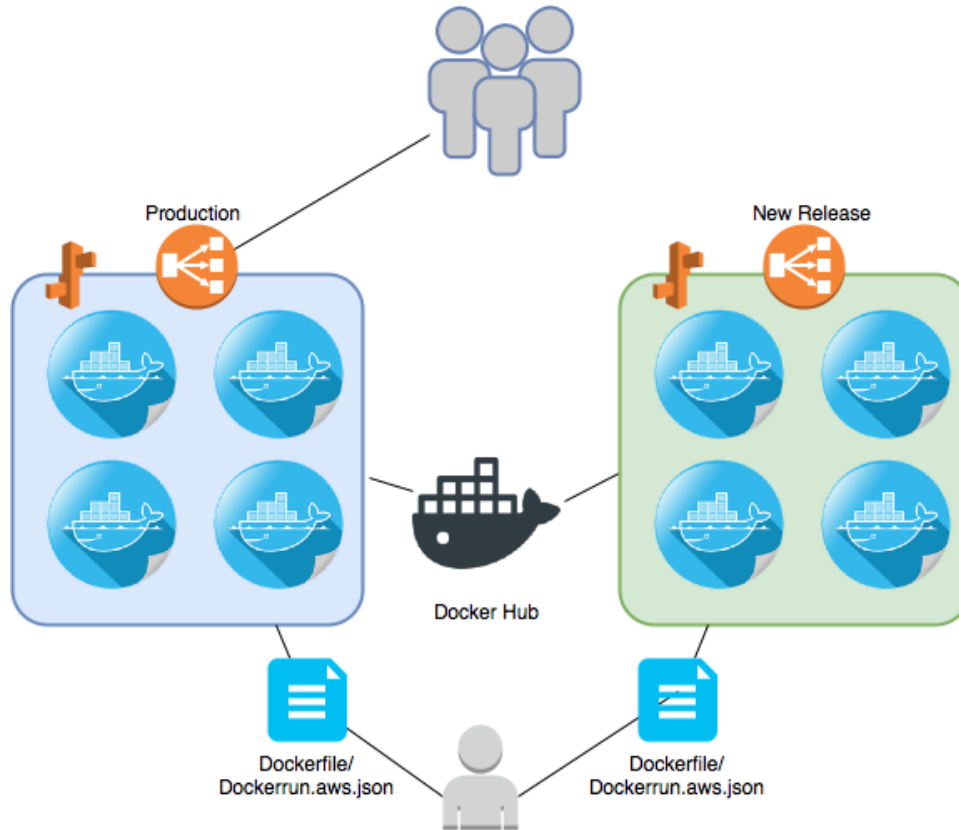 Production
New Release
Docker Hub
Dockerfile/
Dockerrun.aws.json
Dockerfile/
Dockerrun.aws.json